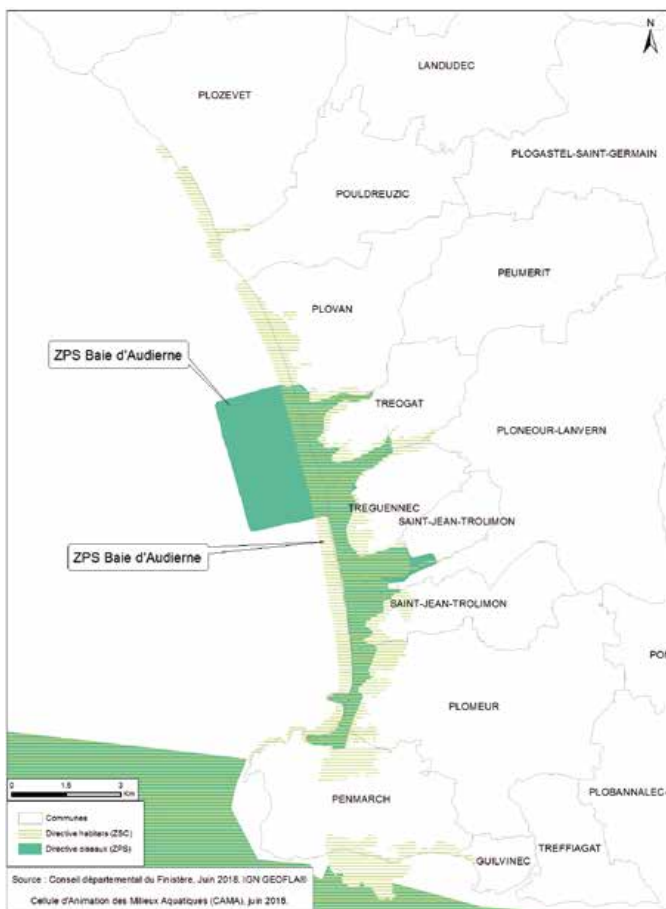 N
LANDUDEC
PLOZEVET
PLOGASTEL-SAINT-GERMAIN
POULDREUZIC
PEUMERIT
PLOVAN
ZPS Baie d'Audierne
TREOGAT
PLONEOUR-LANVERN
TREGUENNEC
SAINT-JEAN-TROLIMON
ZPS Baie d'Audierne
SAINT-JEAN-TROLIMON
PLOMEUR
0 1,5 3
Km
PENMARCH
PLOBANNALEC-
Communes
Directive habitats (ZSC)
Directive oiseaux (ZPS)
TREFFIAGAT
GUILVINEC
Source : Conseil départemental du Finistère, Juin 2018, IGN GEOFLA®
Cellule d'Animation des Milieux Aquatiques (CAMA), juin 2018.